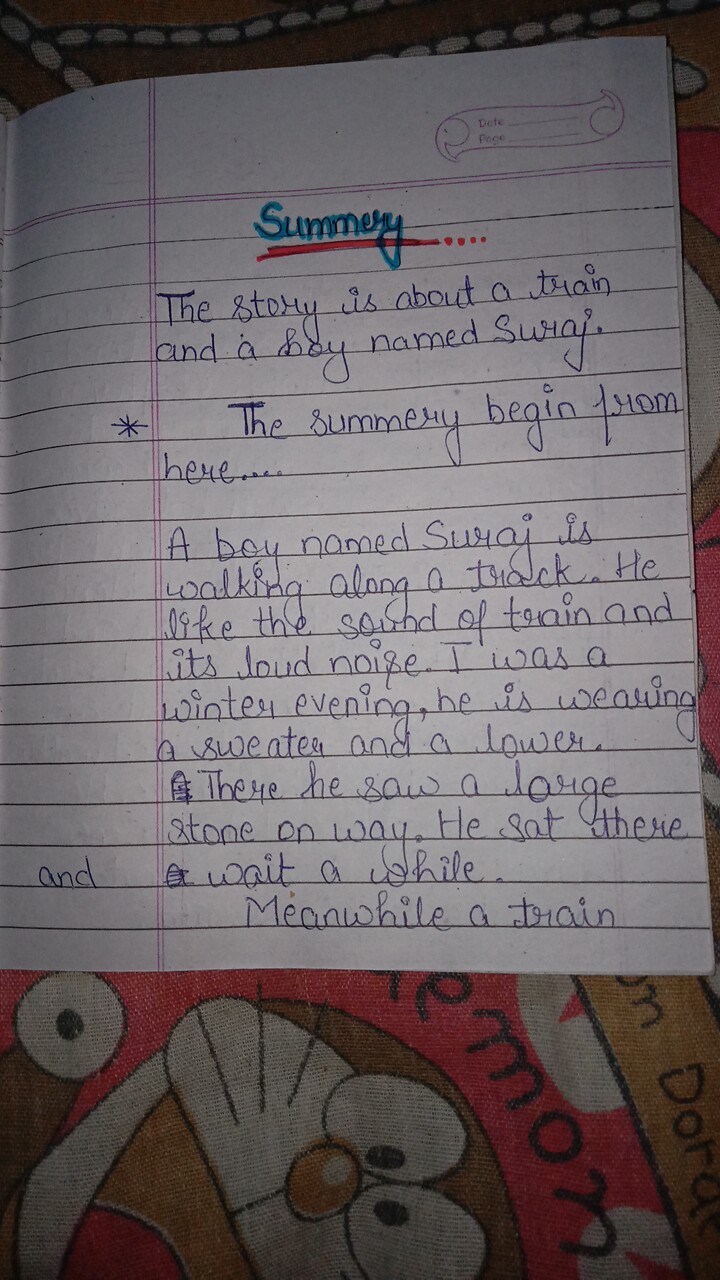 Date
Page
Summery ....
The story is about a train
and a boy named Suraj.
* The summery begin from
here....
A boy named Suraj is
walking along a track. He
like the sound of train and
its loud noise. I was a
winter evening, he is wearing
a sweater and a lower.
There he saw a large
stone on way. He sat there
and wait a while.
Meanwhile a train
emon
on Dora